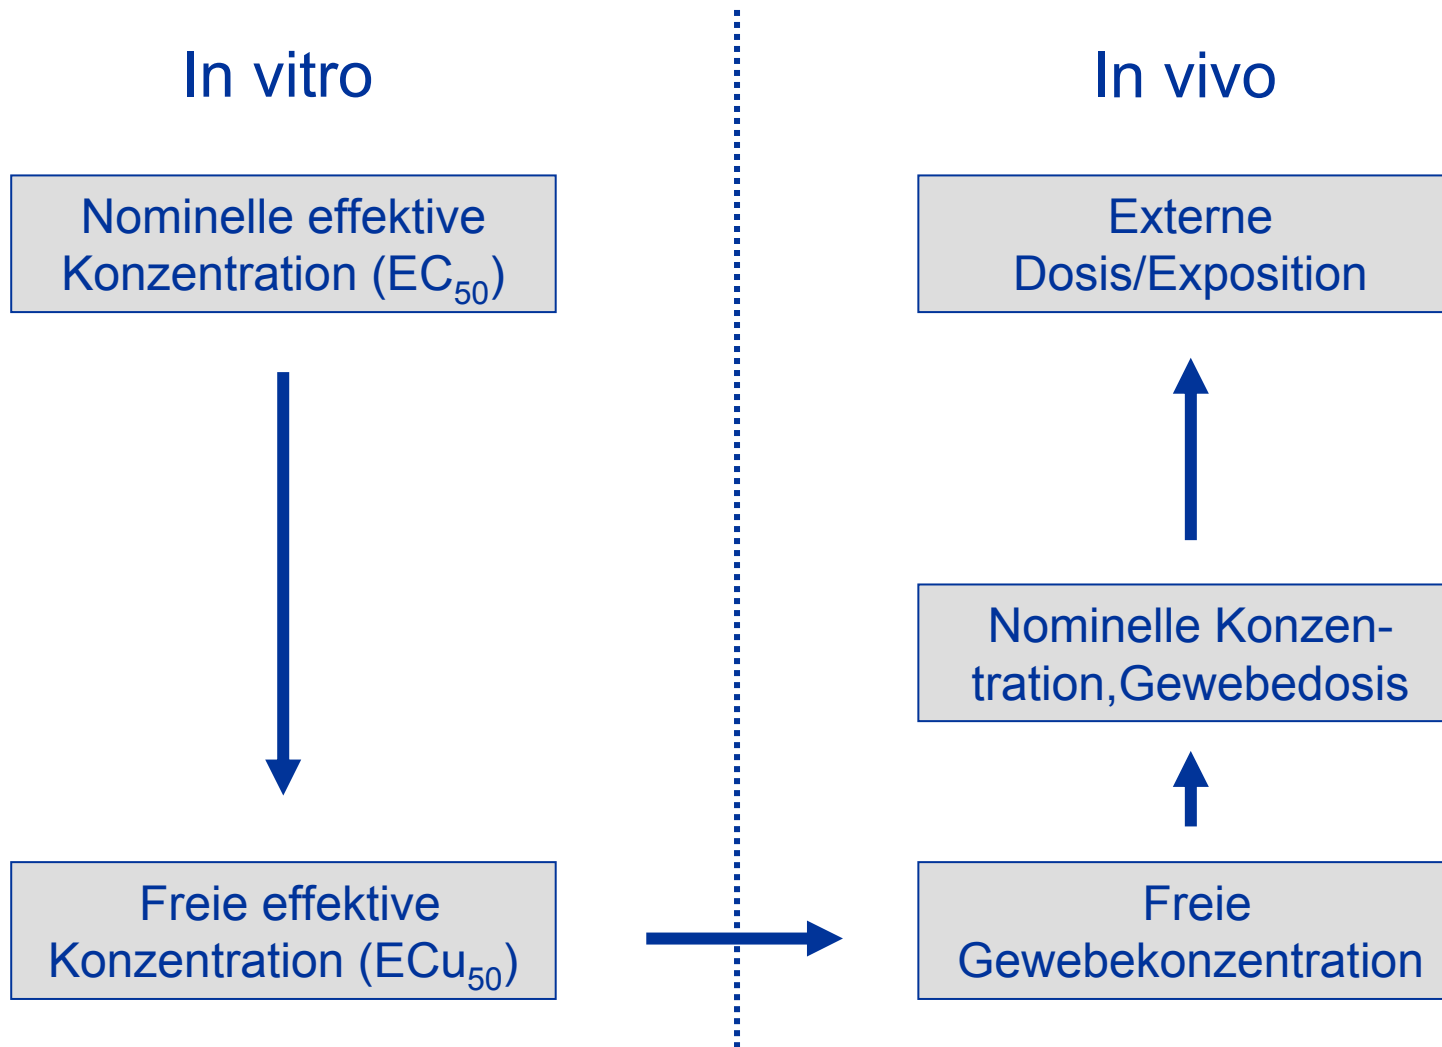 In vitro
Nominelle effektive
Konzentration (EC₅₀)
Freie effektive
Konzentration (ECu₅₀)
In vivo
Externe
Dosis/Exposition
Nominelle Konzen-
tration,Gewebedosis
Freie
Gewebekonzentration